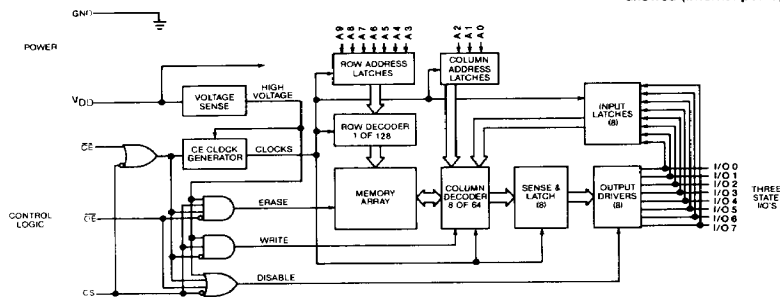 GND
POWER
VDD
VOLTAGE
SENSE
HIGH
VOLTAGE
A9
A8
A7
A6
A5
A4
A3
A2
A1
A0
ROW ADDRESS
LATCHES
COLUMN
ADDRESS
LATCHES
INPUT
LATCHES
(8)
CE
CE CLOCK
GENERATOR
CLOCKS
ROW DECODER
1 OF 128
MEMORY
ARRAY
COLUMN
DECODER
8 OF 64
SENSE &
LATCH
(8)
OUTPUT
DRIVERS
(8)
I/O 0
I/O 1
I/O 2
I/O 3
I/O 4
I/O 5
I/O 6
I/O 7
THREE
STATE
I/O'S
CONTROL
LOGIC
ERASE
WRITE
DISABLE
CS